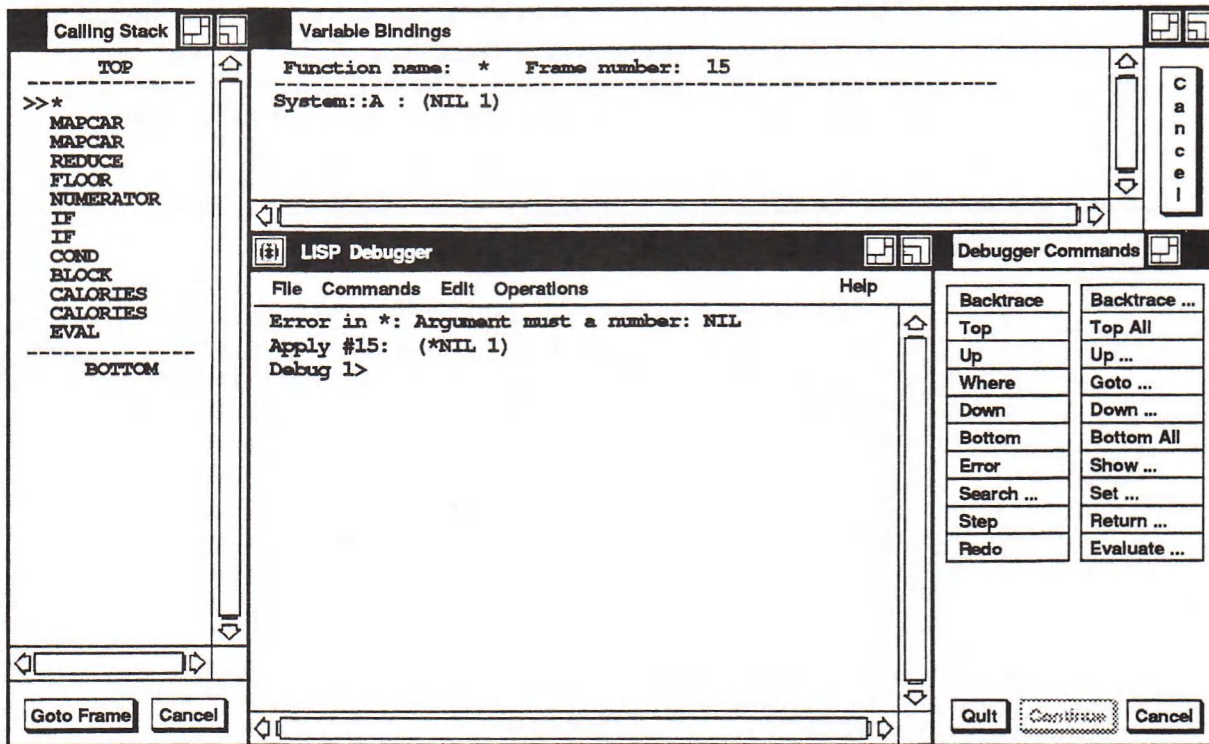 Calling Stack
TOP
>>*
MAPCAR
MAPCAR
REDUCE
FLOOR
NUMERATOR
IF
IF
COND
BLOCK
CALORIES
CALORIES
EVAL
BOTTOM
Goto Frame Cancel
Variable Bindings
Function name: * Frame number: 15
System::A : (NIL 1)
Cancel
LISP Debugger
File Commands Edit Operations Help
Error in *: Argument must a number: NIL
Apply #15: (*NIL 1)
Debug 1>
Debugger Commands
Backtrace Backtrace ...
Top Top All
Up Up ...
Where Goto ...
Down Down ...
Bottom Bottom All
Error Show ...
Search ... Set ...
Step Return ...
Redo Evaluate ...
Quit Continue Cancel